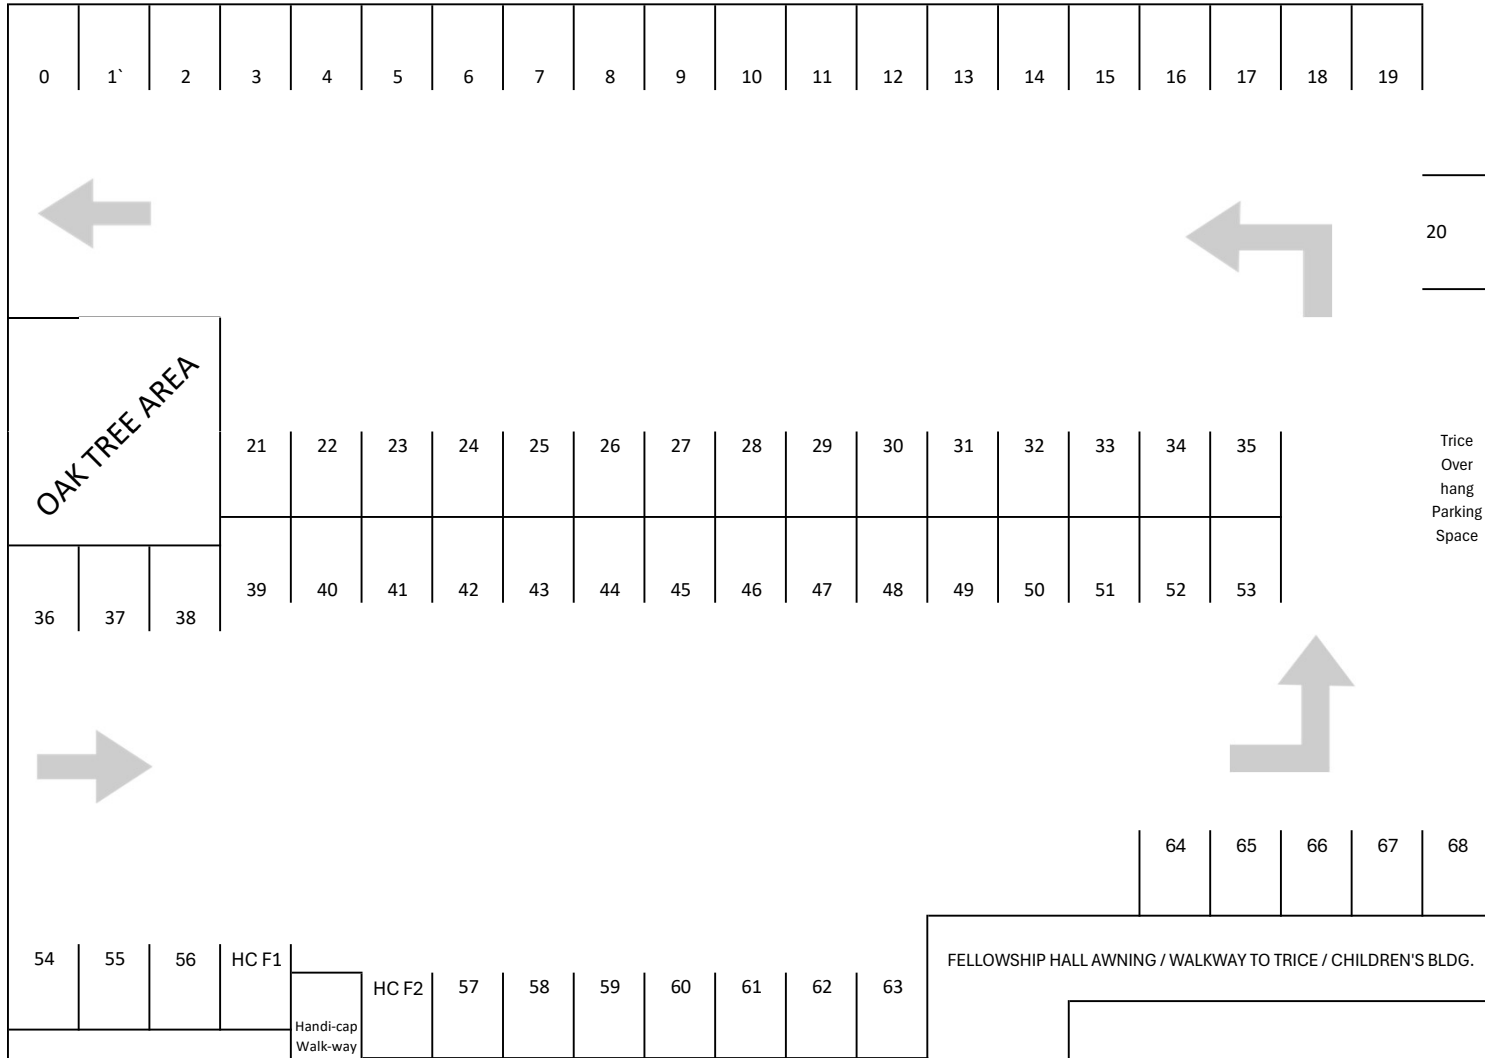 0 1` 2 3 4 5 6 7 8 9 10 11 12 13 14 15 16 17 18 19
20
OAK TREE AREA
21 22 23 24 25 26 27 28 29 30 31 32 33 34 35
Trice
Over
hang
Parking
Space
39 40 41 42 43 44 45 46 47 48 49 50 51 52 53
36 37 38
64 65 66 67 68
54 55 56 HC F1
FELLOWSHIP HALL AWNING / WALKWAY TO TRICE / CHILDREN'S BLDG.
HC F2 57 58 59 60 61 62 63
Handi-cap
Walk-way